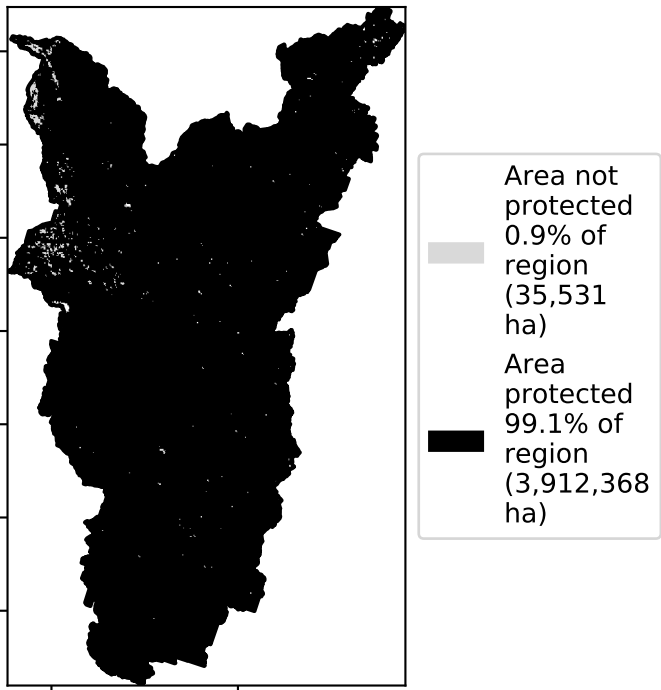 Area not
protected
0.9% of
region
(35,531
ha)
Area
protected
99.1% of
region
(3,912,368
ha)